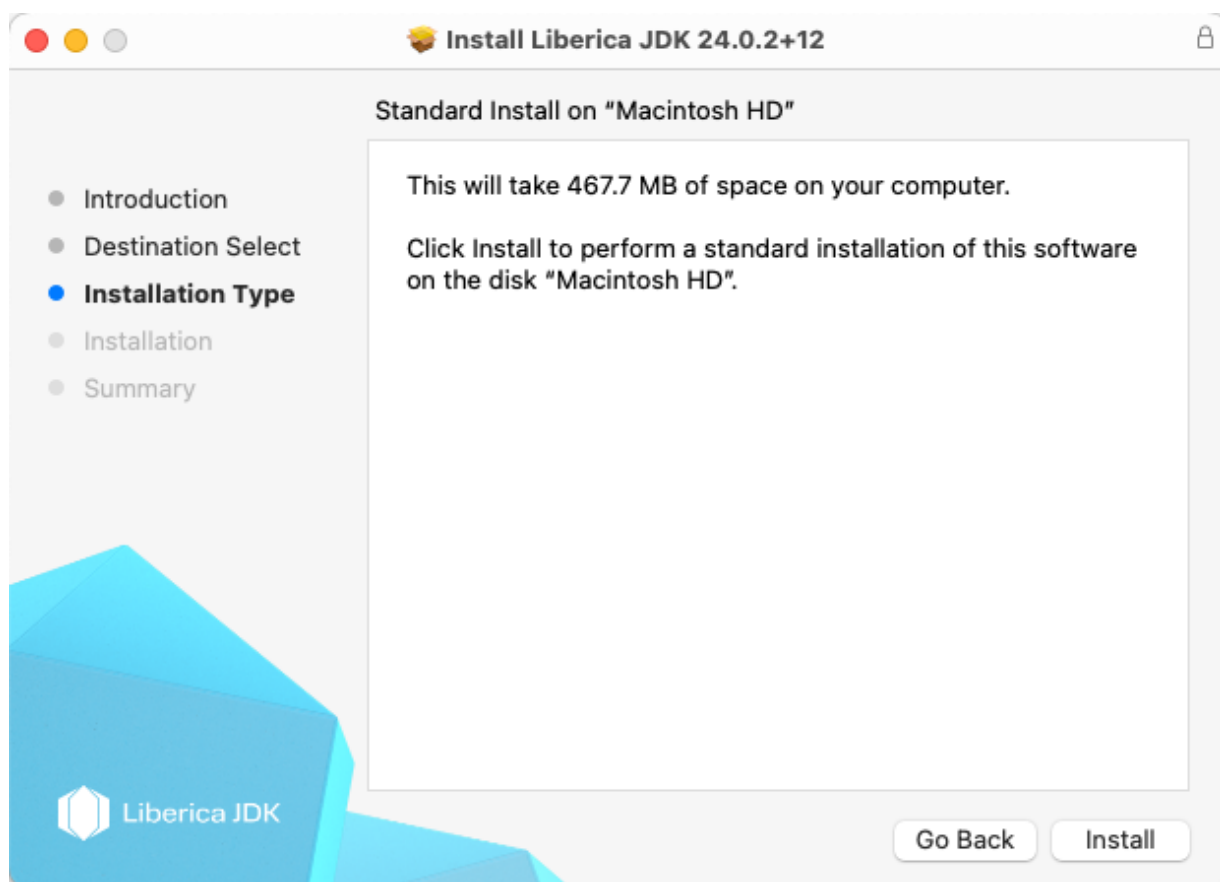 Install Liberica JDK 24.0.2+12
Standard Install on “Macintosh HD”
Introduction
Destination Select
Installation Type
Installation
Summary
This will take 467.7 MB of space on your computer.
Click Install to perform a standard installation of this software
on the disk “Macintosh HD”.
Liberica JDK
Go Back
Install